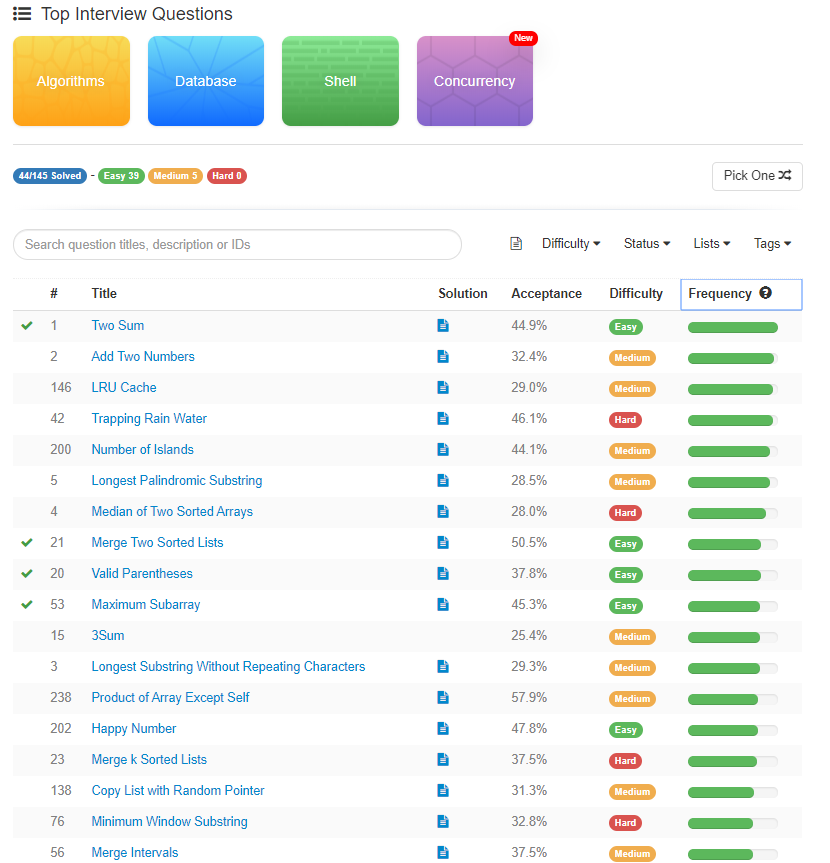 Top Interview Questions
New
Algorithms Database Shell Concurrency
44/145 Solved - Easy 39 Medium 5 Hard 0 Pick One
Search question titles, description or IDs Difficulty Status Lists Tags
# Title Solution Acceptance Difficulty Frequency ?
1 Two Sum 44.9% Easy
2 Add Two Numbers 32.4% Medium
146 LRU Cache 29.0% Medium
42 Trapping Rain Water 46.1% Hard
200 Number of Islands 44.1% Medium
5 Longest Palindromic Substring 28.5% Medium
4 Median of Two Sorted Arrays 28.0% Hard
21 Merge Two Sorted Lists 50.5% Easy
20 Valid Parentheses 37.8% Easy
53 Maximum Subarray 45.3% Easy
15 3Sum 25.4% Medium
3 Longest Substring Without Repeating Characters 29.3% Medium
238 Product of Array Except Self 57.9% Medium
202 Happy Number 47.8% Easy
23 Merge k Sorted Lists 37.5% Hard
138 Copy List with Random Pointer 31.3% Medium
76 Minimum Window Substring 32.8% Hard
56 Merge Intervals 37.5% Medium